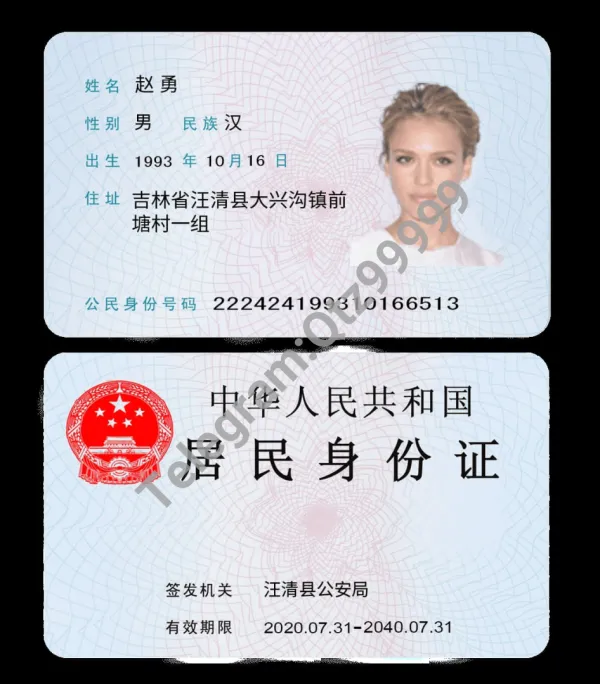 姓名 赵勇
性别 男 民族 汉
出生 1993 年 10 月 16 日
住址 吉林省汪清县大兴沟镇前
塘村一组
公民身份号码 222424199310166513
Telegram:Qtz99999
中华人民共和国
居民身份证
签发机关 汪清县公安局
有效期限 2020.07.31-2040.07.31